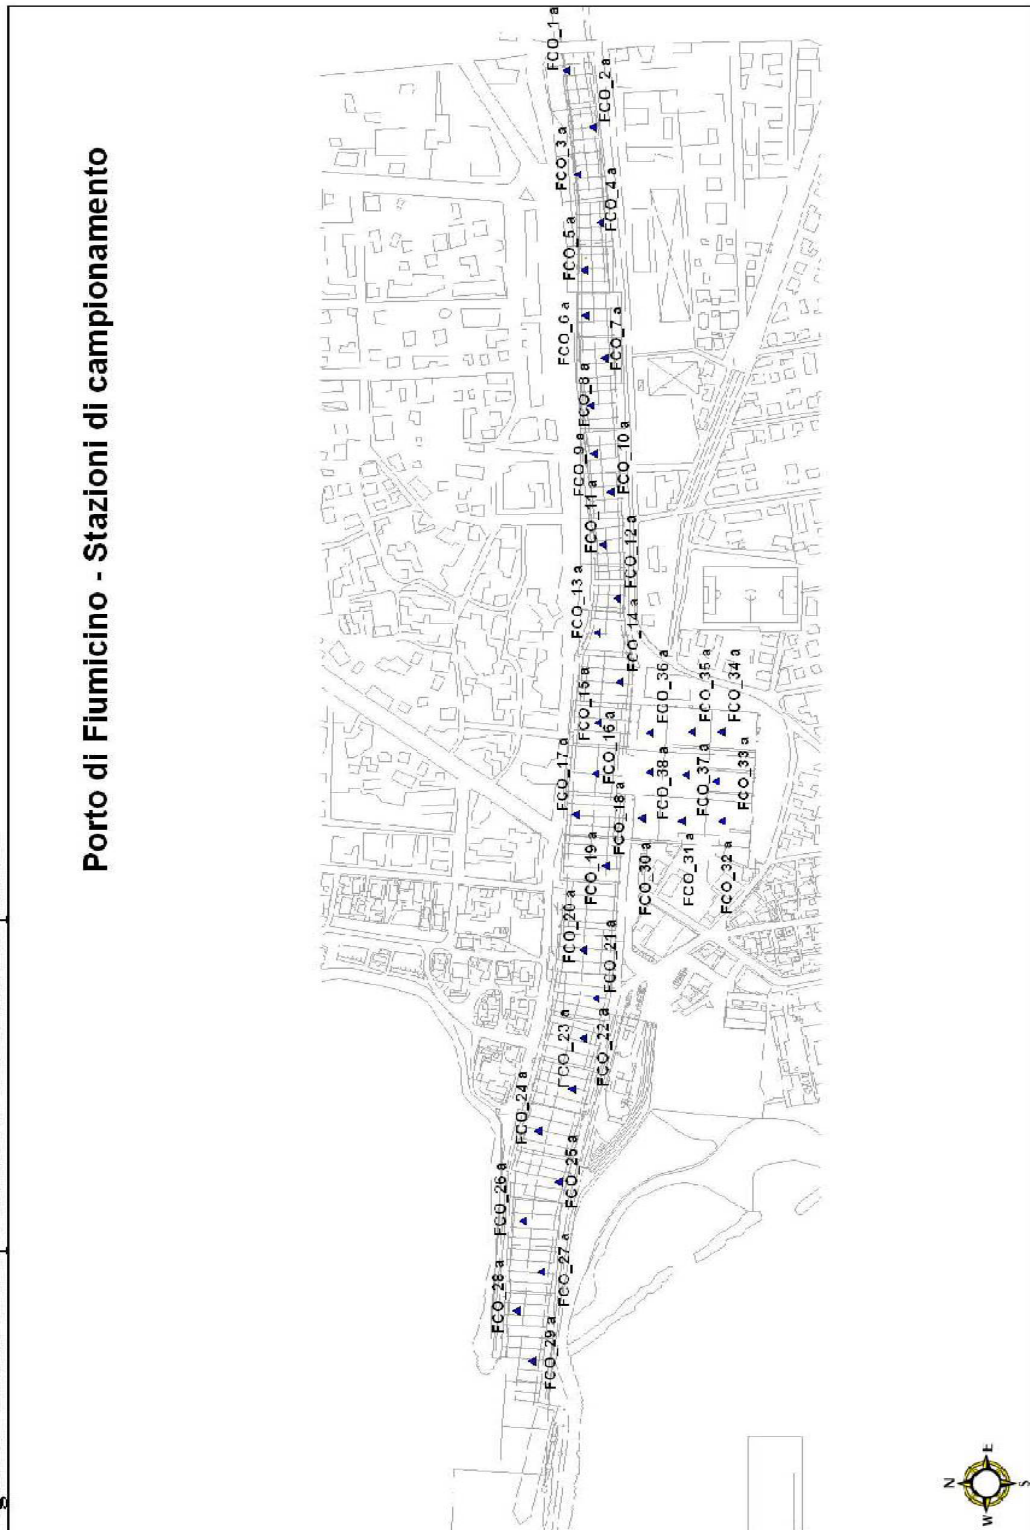 Porto di Fiumicino - Stazioni di campionamento
FCO_1 a
FCO_2 a
FCO_3 a
FCO_4 a
FCO_5 a
FCO_6 a
FCO_7 a
FCO_8 a
FCO_9 a
FCO_10 a
FCO_11 a
FCO_12 a
FCO_13 a
FCO_14 a
FCO_15 a
FCO_16 a
FCO_17 a
FCO_18 a
FCO_19 a
FCO_20 a
FCO_21 a
FCO_22 a
FCO_23 a
FCO_24 a
FCO_25 a
FCO_26 a
FCO_27 a
FCO_28 a
FCO_29 a
FCO_30 a
FCO_31 a
FCO_32 a
FCO_33 a
FCO_34 a
FCO_35 a
FCO_36 a
FCO_37 a
FCO_38 a
N
W
E
S